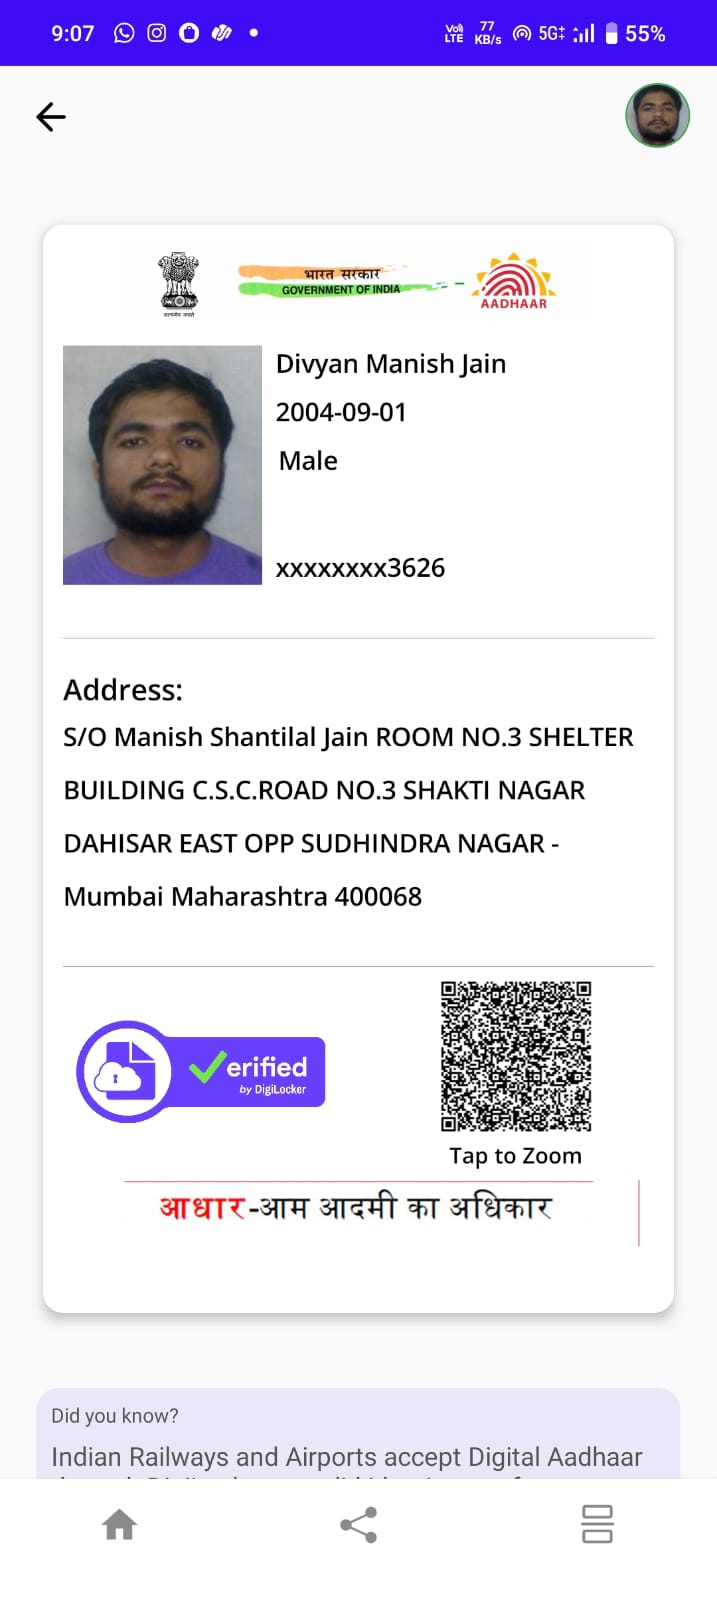 9:07
Vo))
LTE
77
KB/s
5G
55%
भारत सरकार
GOVERNMENT OF INDIA
AADHAAR
सत्यमेव जयते
Divyan Manish Jain
2004-09-01
Male
xxxxxxxx3626
Address:
S/O Manish Shantilal Jain ROOM NO.3 SHELTER
BUILDING C.S.C.ROAD NO.3 SHAKTI NAGAR
DAHISAR EAST OPP SUDHINDRA NAGAR -
Mumbai Maharashtra 400068
Verified
by DigiLocker
Tap to Zoom
आधार-आम आदमी का अधिकार
Did you know?
Indian Railways and Airports accept Digital Aadhaar